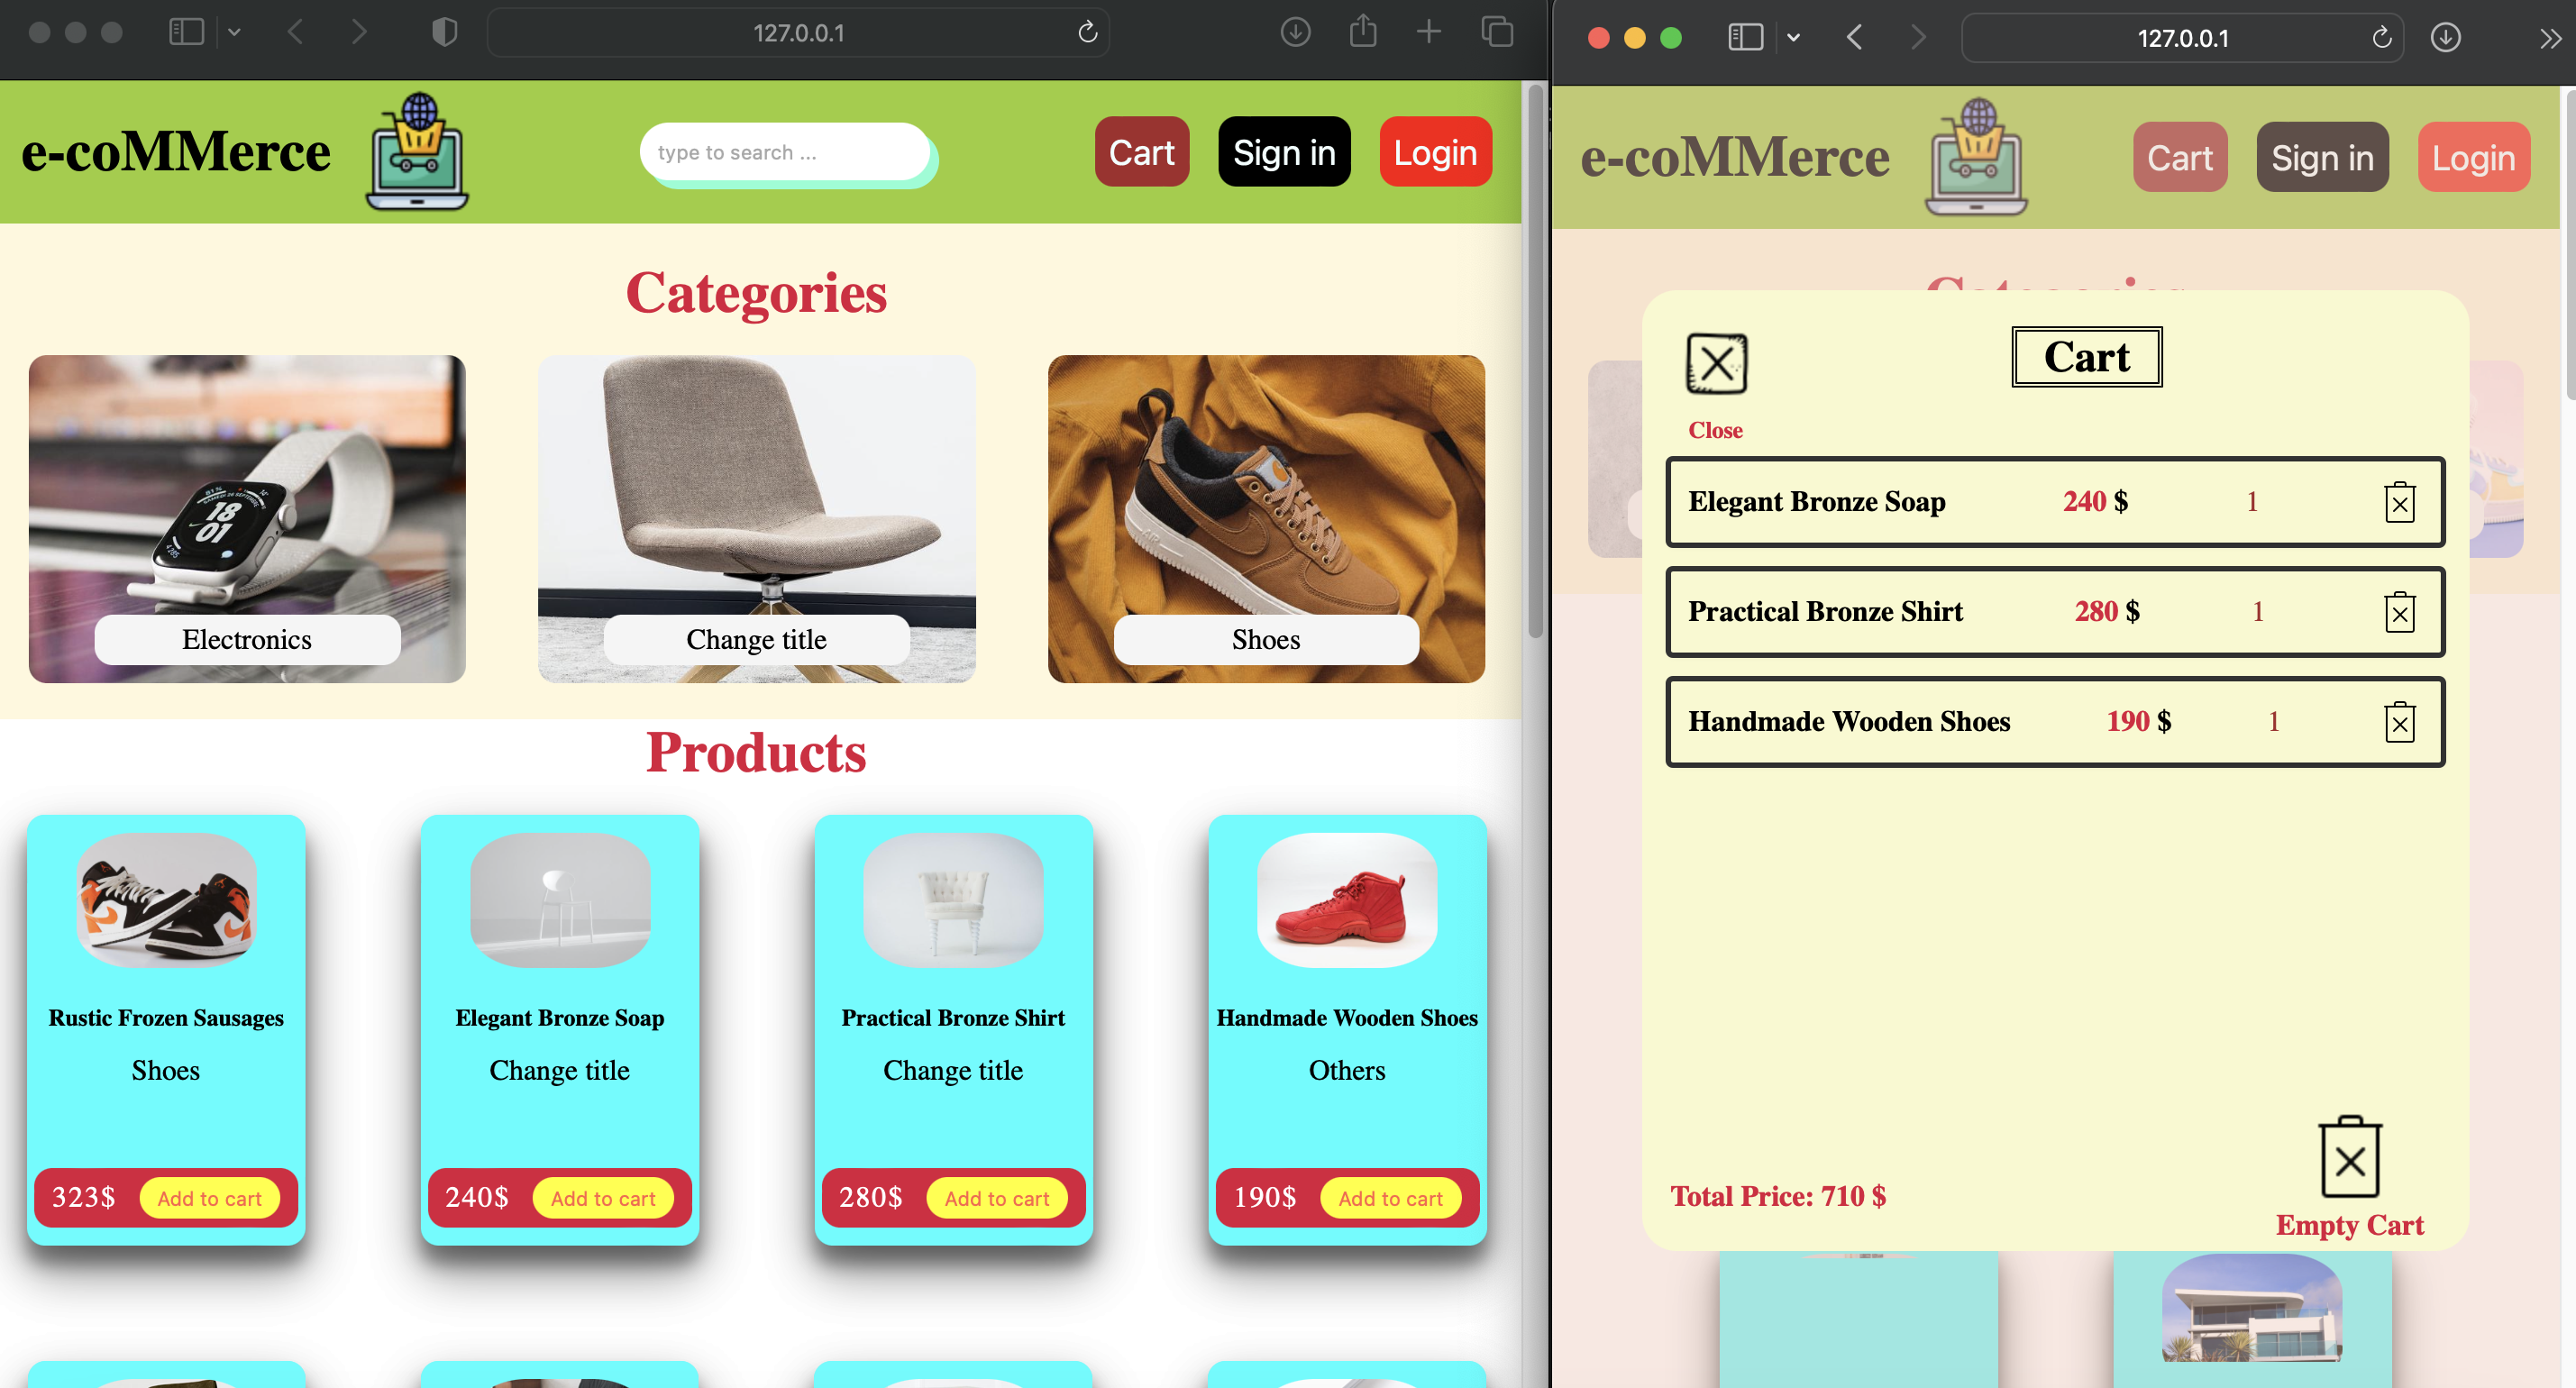 127.0.0.1
e-coMMerce
type to search ...
Cart
Sign in
Login
Categories
Electronics
Change title
Shoes
Products
Rustic Frozen Sausages
Shoes
323$
Add to cart
Elegant Bronze Soap
Change title
240$
Add to cart
Practical Bronze Shirt
Change title
280$
Add to cart
Handmade Wooden Shoes
Others
190$
Add to cart
127.0.0.1
e-coMMerce
Cart
Sign in
Login
Categories
Cart
Close
Elegant Bronze Soap 240 $ 1
Practical Bronze Shirt 280 $ 1
Handmade Wooden Shoes 190 $ 1
Total Price: 710 $
Empty Cart